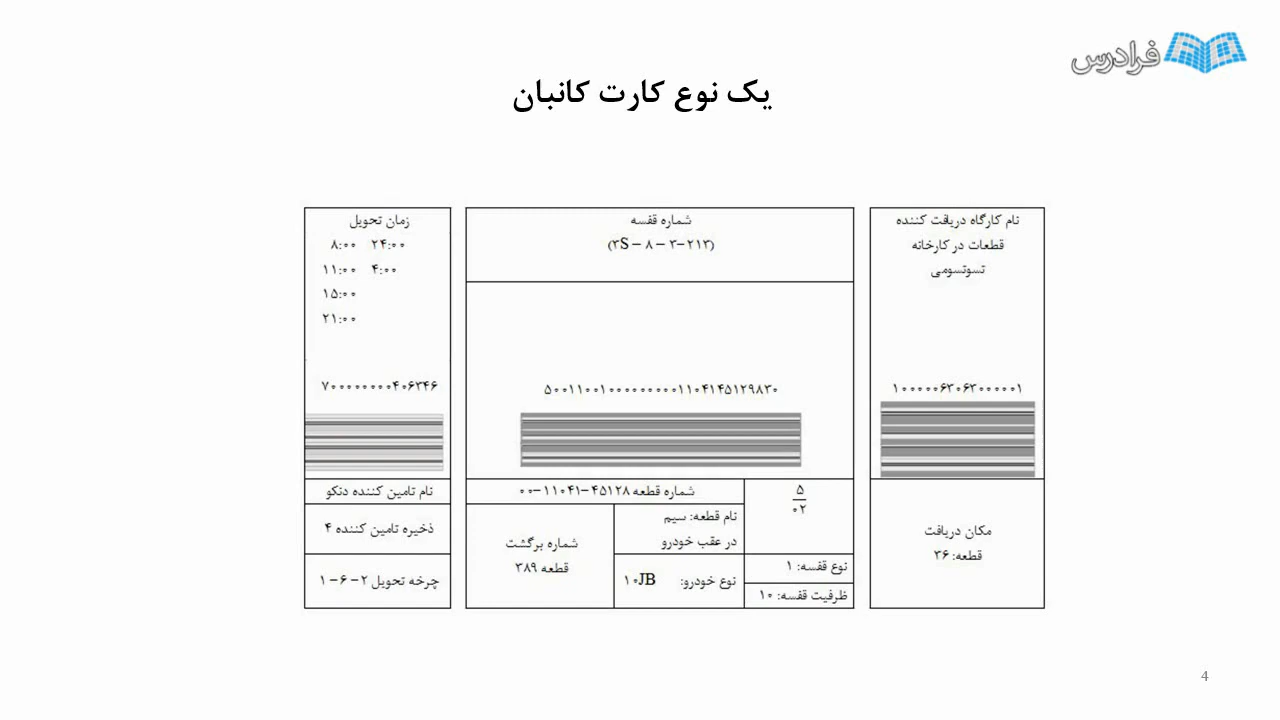 فرادرس
یک نوع کارت کانبان
نام کارگاه دریافت کننده
قطعات در کارخانه
تسوتسومی
۱۰۰۰۰۰۶۳۰۶۳۰۰۰۰۰۱
مکان دریافت
قطعه: ۳۶
شماره قفسه
(۳S – ۸ – ۳–۲۱۳)
۵۰۰۱۱۰۰۱۰۰۰۰۰۰۰۰۰۱۱۰۴۱۴۵۱۲۹۸۳۰
۵
۰۲
نوع قفسه: ۱
ظرفیت قفسه: ۱۰
شماره قطعه ۴۵۱۲۸–۱۱۰۴۱–۰۰
نام قطعه: سیم
در عقب خودرو
نوع خودرو: ۱۰JB
شماره برگشت
قطعه ۳۸۹
زمان تحویل
۸:۰۰ ۲۴:۰۰
۱۱:۰۰ ۴:۰۰
۱۵:۰۰
۲۱:۰۰
۷۰۰۰۰۰۰۰۰۴۰۶۳۴۶
نام تامین کننده دنکو
ذخیره تامین کننده ۴
چرخه تحویل ۲–۶–۱
4